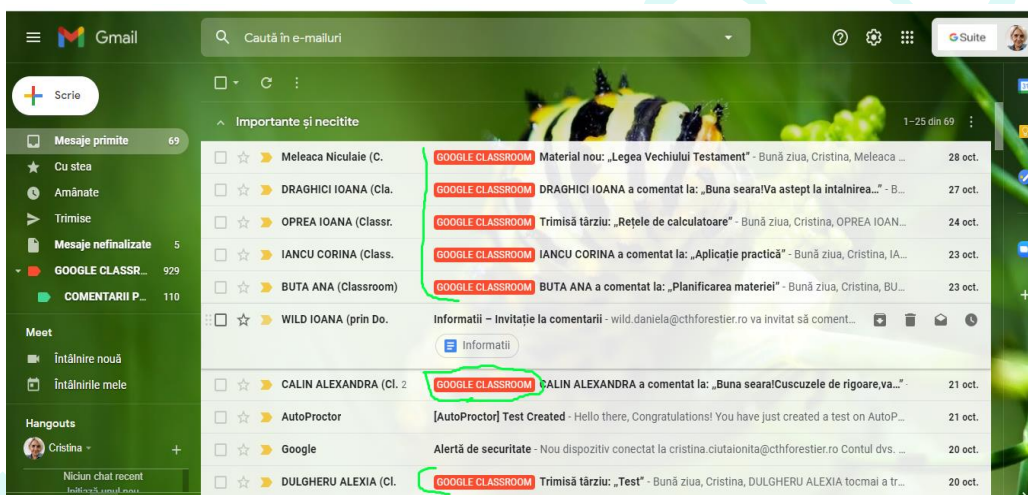 Gmail
Caută în e-mailuri
G Suite
Scrie
Importante și necitite
1–25 din 69
Mesaje primite 69
Cu stea
Amânate
Trimise
Mesaje nefinalizate 5
GOOGLE CLASSR... 929
COMENTARII P... 110
Meet
Întâlnire nouă
Întâlnirile mele
Hangouts
Cristina
Niciun chat recent
Inițiază unul nou
Meleaca Niculaie (C. GOOGLE CLASSROOM Material nou: „Legea Vechiului Testament” - Bună ziua, Cristina, Meleaca ... 28 oct.
DRAGHICI IOANA (Cla. GOOGLE CLASSROOM DRAGHICI IOANA a comentat la: „Buna seara!Va astept la intalnirea...” - B... 27 oct.
OPREA IOANA (Classr. GOOGLE CLASSROOM Trimisă târziu: „Rețele de calculatoare” - Bună ziua, Cristina, OPREA IOAN... 24 oct.
IANCU CORINA (Class. GOOGLE CLASSROOM IANCU CORINA a comentat la: „Aplicație practică” - Bună ziua, Cristina, IA... 23 oct.
BUTA ANA (Classroom) GOOGLE CLASSROOM BUTA ANA a comentat la: „Planificarea materiei” - Bună ziua, Cristina, BU... 23 oct.
WILD IOANA (prin Do. Informatii – Invitație la comentarii - wild.daniela@cthforestier.ro va invitat să coment...
Informatii
CALIN ALEXANDRA (Cl. 2 GOOGLE CLASSROOM CALIN ALEXANDRA a comentat la: „Buna seara!Cuscuzele de rigoare,va...” - 21 oct.
AutoProctor [AutoProctor] Test Created - Hello there, Congratulations! You have just created a test on AutoP... 21 oct.
Google Alertă de securitate - Nou dispozitiv conectat la cristina.ciutaionita@cthforestier.ro Contul dvs. ... 20 oct.
DULGHERU ALEXIA (Cl. GOOGLE CLASSROOM Trimisă târziu: „Test” - Bună ziua, Cristina, DULGHERU ALEXIA tocmai a tr... 20 oct.